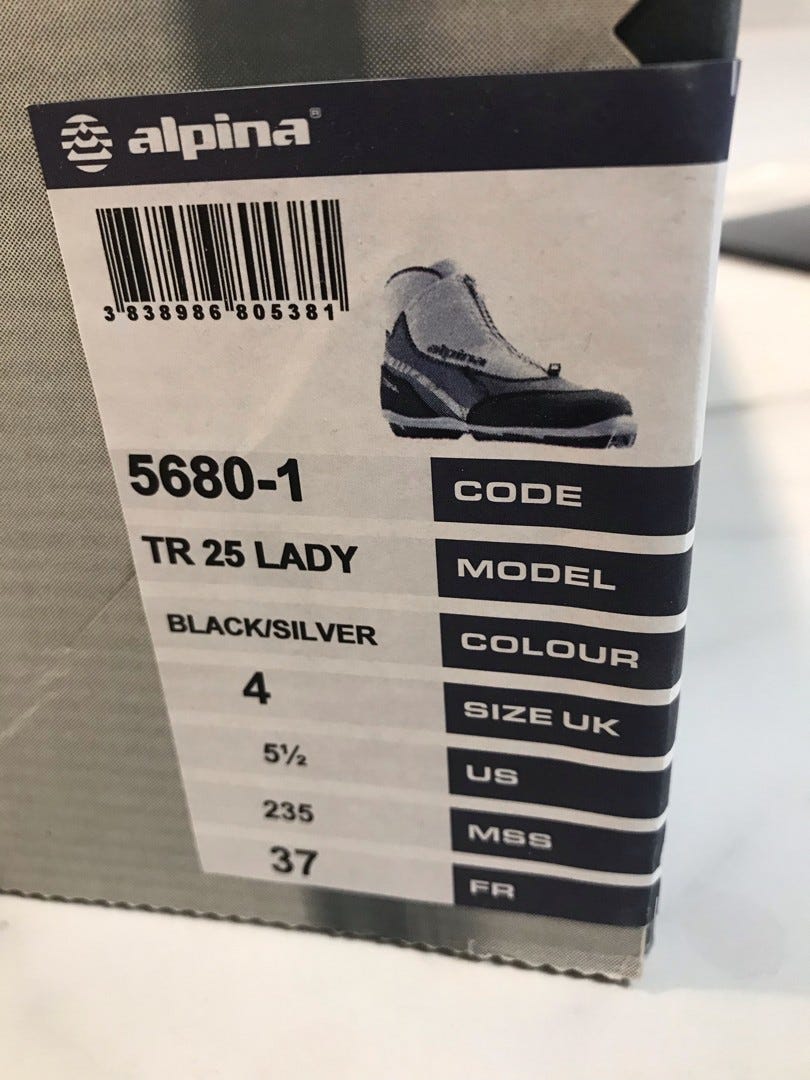 alpina®
3 838986 805381
alpina
5680-1 CODE
TR 25 LADY MODEL
BLACK/SILVER COLOUR
4 SIZE UK
5½ US
235 MSS
37 FR